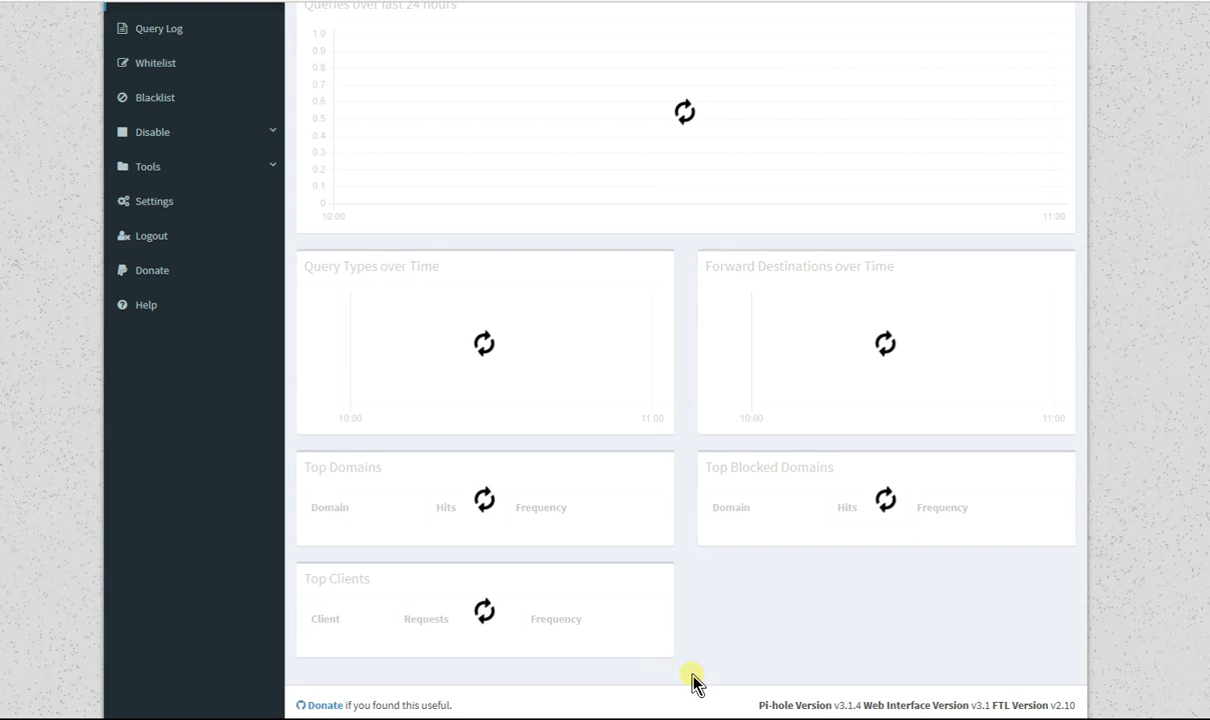 Queries over last 24 hours
Query Log
Whitelist
Blacklist
Disable
Tools
Settings
Logout
Donate
Help
1.0
0.9
0.8
0.7
0.6
0.5
0.4
0.3
0.2
0.1
0
10:00 11:00
Query Types over Time
10:00 11:00
Forward Destinations over Time
10:00 11:00
Top Domains
Domain Hits Frequency
Top Blocked Domains
Domain Hits Frequency
Top Clients
Client Requests Frequency
Donate if you found this useful.
Pi-hole Version v3.1.4 Web Interface Version v3.1 FTL Version v2.10